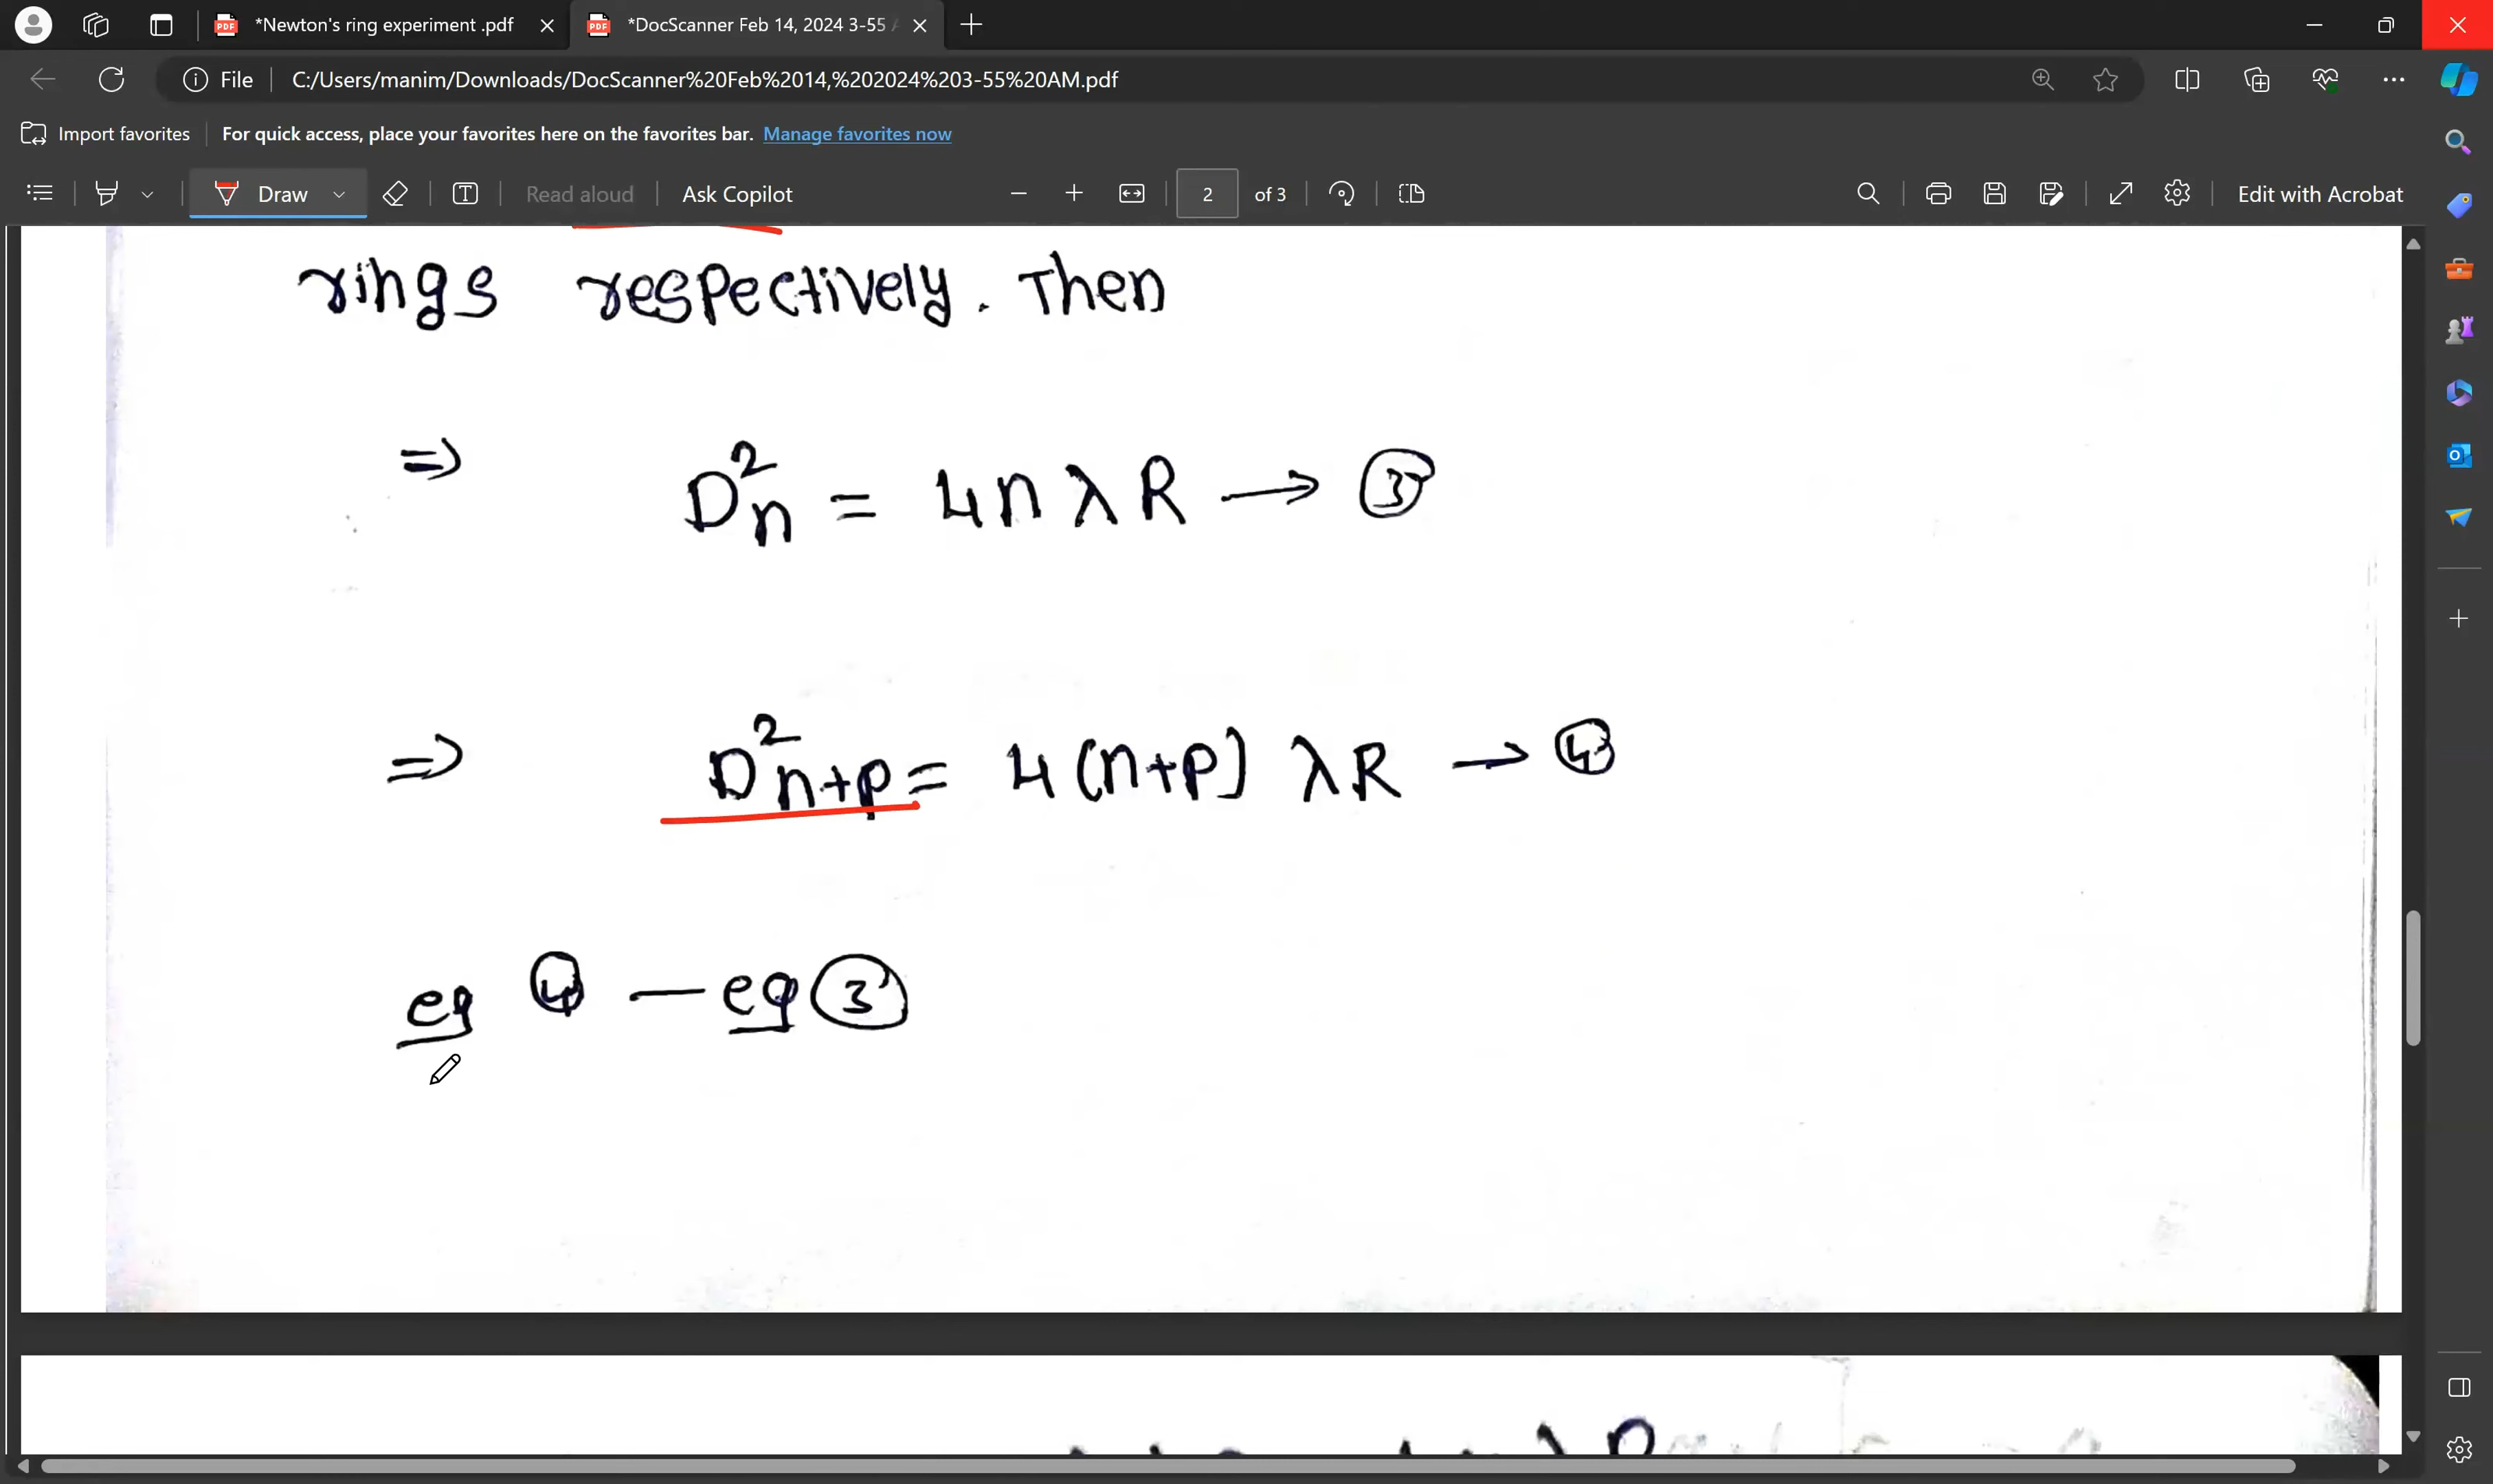 *Newton's ring experiment .pdf
*DocScanner Feb 14, 2024 3-55 A
File C:/Users/manim/Downloads/DocScanner%20Feb%2014,%202024%203-55%20AM.pdf
Import favorites For quick access, place your favorites here on the favorites bar. Manage favorites now
Draw Read aloud Ask Copilot 2 of 3 Edit with Acrobat
rings respectively. Then
⇒ D²n = 4nλR → ③
⇒ D²n+p = 4(n+p) λR → ④
eq ④ — eq ③